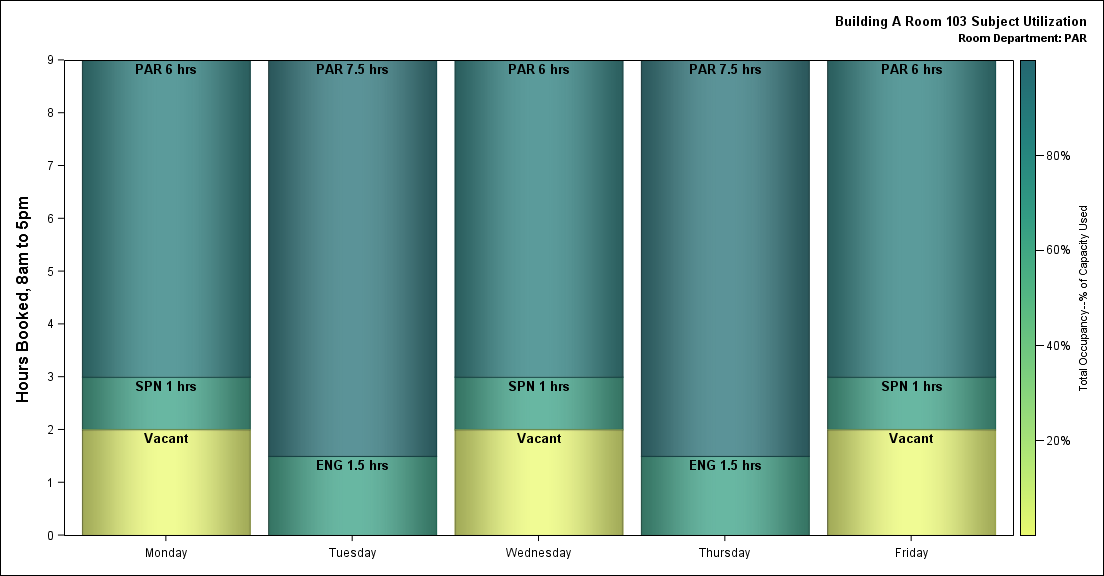 Building A Room 103 Subject Utilization
Room Department: PAR
Hours Booked, 8am to 5pm
9
8
7
6
5
4
3
2
1
0
PAR 6 hrs
SPN 1 hrs
Vacant
PAR 7.5 hrs
ENG 1.5 hrs
PAR 6 hrs
SPN 1 hrs
Vacant
PAR 7.5 hrs
ENG 1.5 hrs
PAR 6 hrs
SPN 1 hrs
Vacant
Monday
Tuesday
Wednesday
Thursday
Friday
80%
60%
40%
20%
Total Occupancy--% of Capacity Used